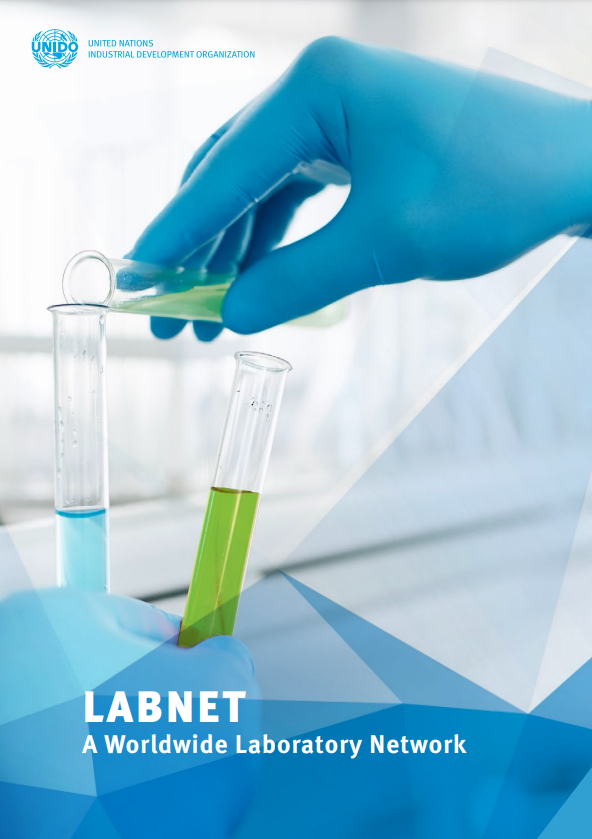 UNIDO
UNITED NATIONS
INDUSTRIAL DEVELOPMENT ORGANIZATION
LABNET
A Worldwide Laboratory Network